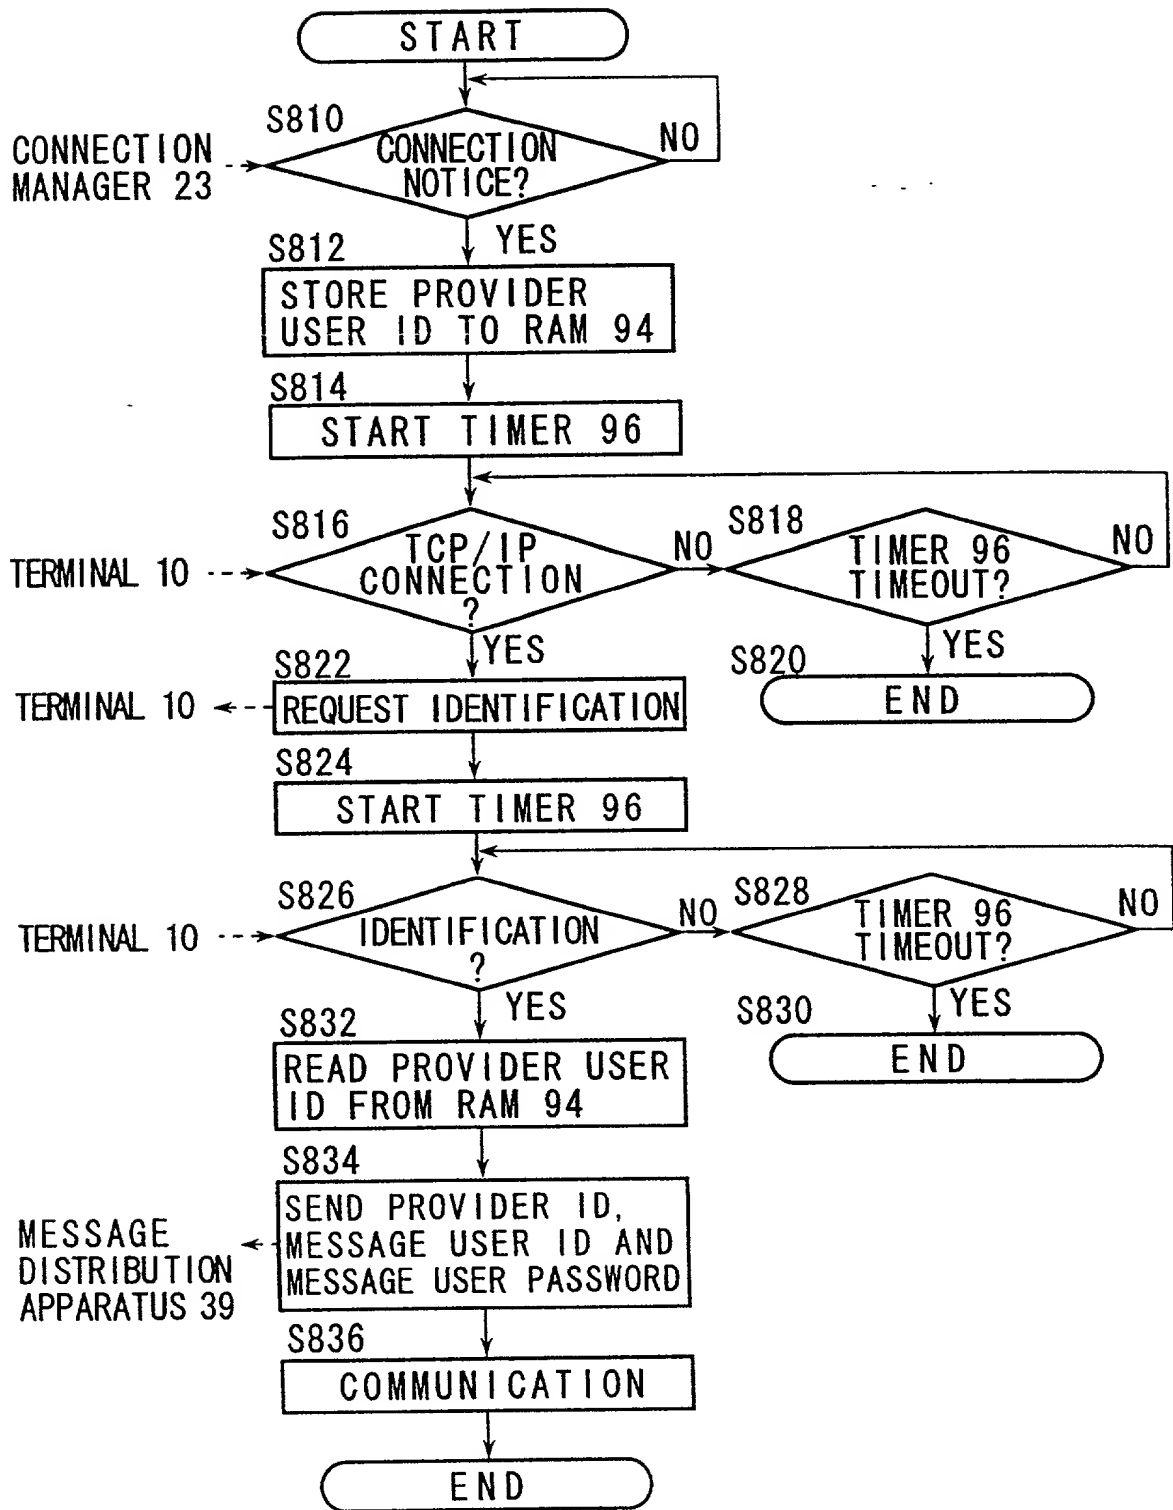 START
S810
CONNECTION
MANAGER 23
CONNECTION
NOTICE?
NO
YES
S812
STORE PROVIDER
USER ID TO RAM 94
S814
START TIMER 96
S816
TERMINAL 10
TCP/IP
CONNECTION
?
NO
S818
TIMER 96
TIMEOUT?
NO
YES
YES
S820
END
S822
TERMINAL 10
REQUEST IDENTIFICATION
S824
START TIMER 96
S826
TERMINAL 10
IDENTIFICATION
?
NO
S828
TIMER 96
TIMEOUT?
NO
YES
YES
S830
END
S832
READ PROVIDER USER
ID FROM RAM 94
S834
MESSAGE
DISTRIBUTION
APPARATUS 39
SEND PROVIDER ID,
MESSAGE USER ID AND
MESSAGE USER PASSWORD
S836
COMMUNICATION
END